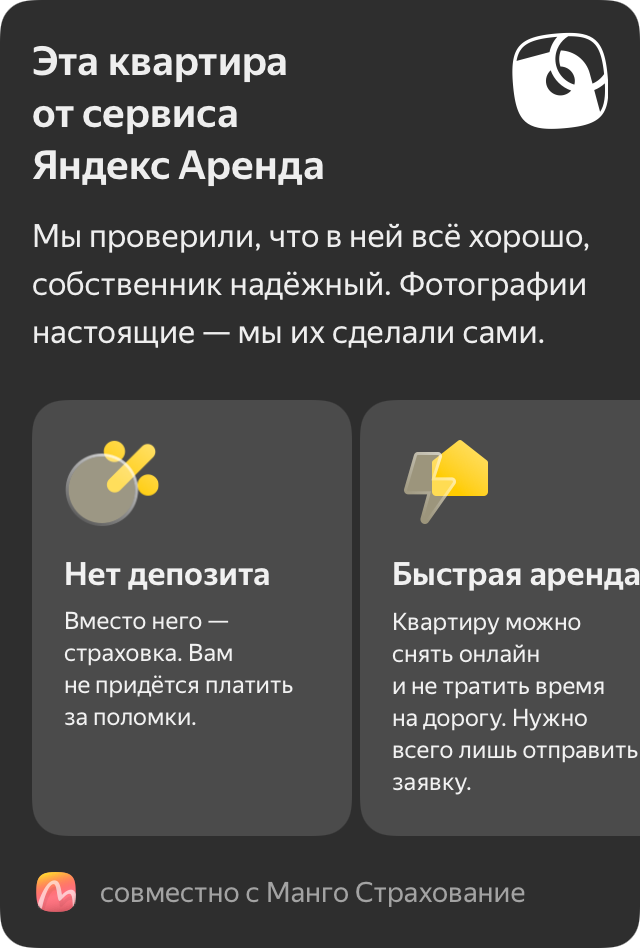 Эта квартира
от сервиса
Яндекс Аренда
Мы проверили, что в ней всё хорошо,
собственник надёжный. Фотографии
настоящие — мы их сделали сами.
Нет депозита
Вместо него —
страховка. Вам
не придётся платить
за поломки.
Быстрая аренда
Квартиру можно
снять онлайн
и не тратить время
на дорогу. Нужно
всего лишь отправить
заявку.
совместно с Манго Страхование